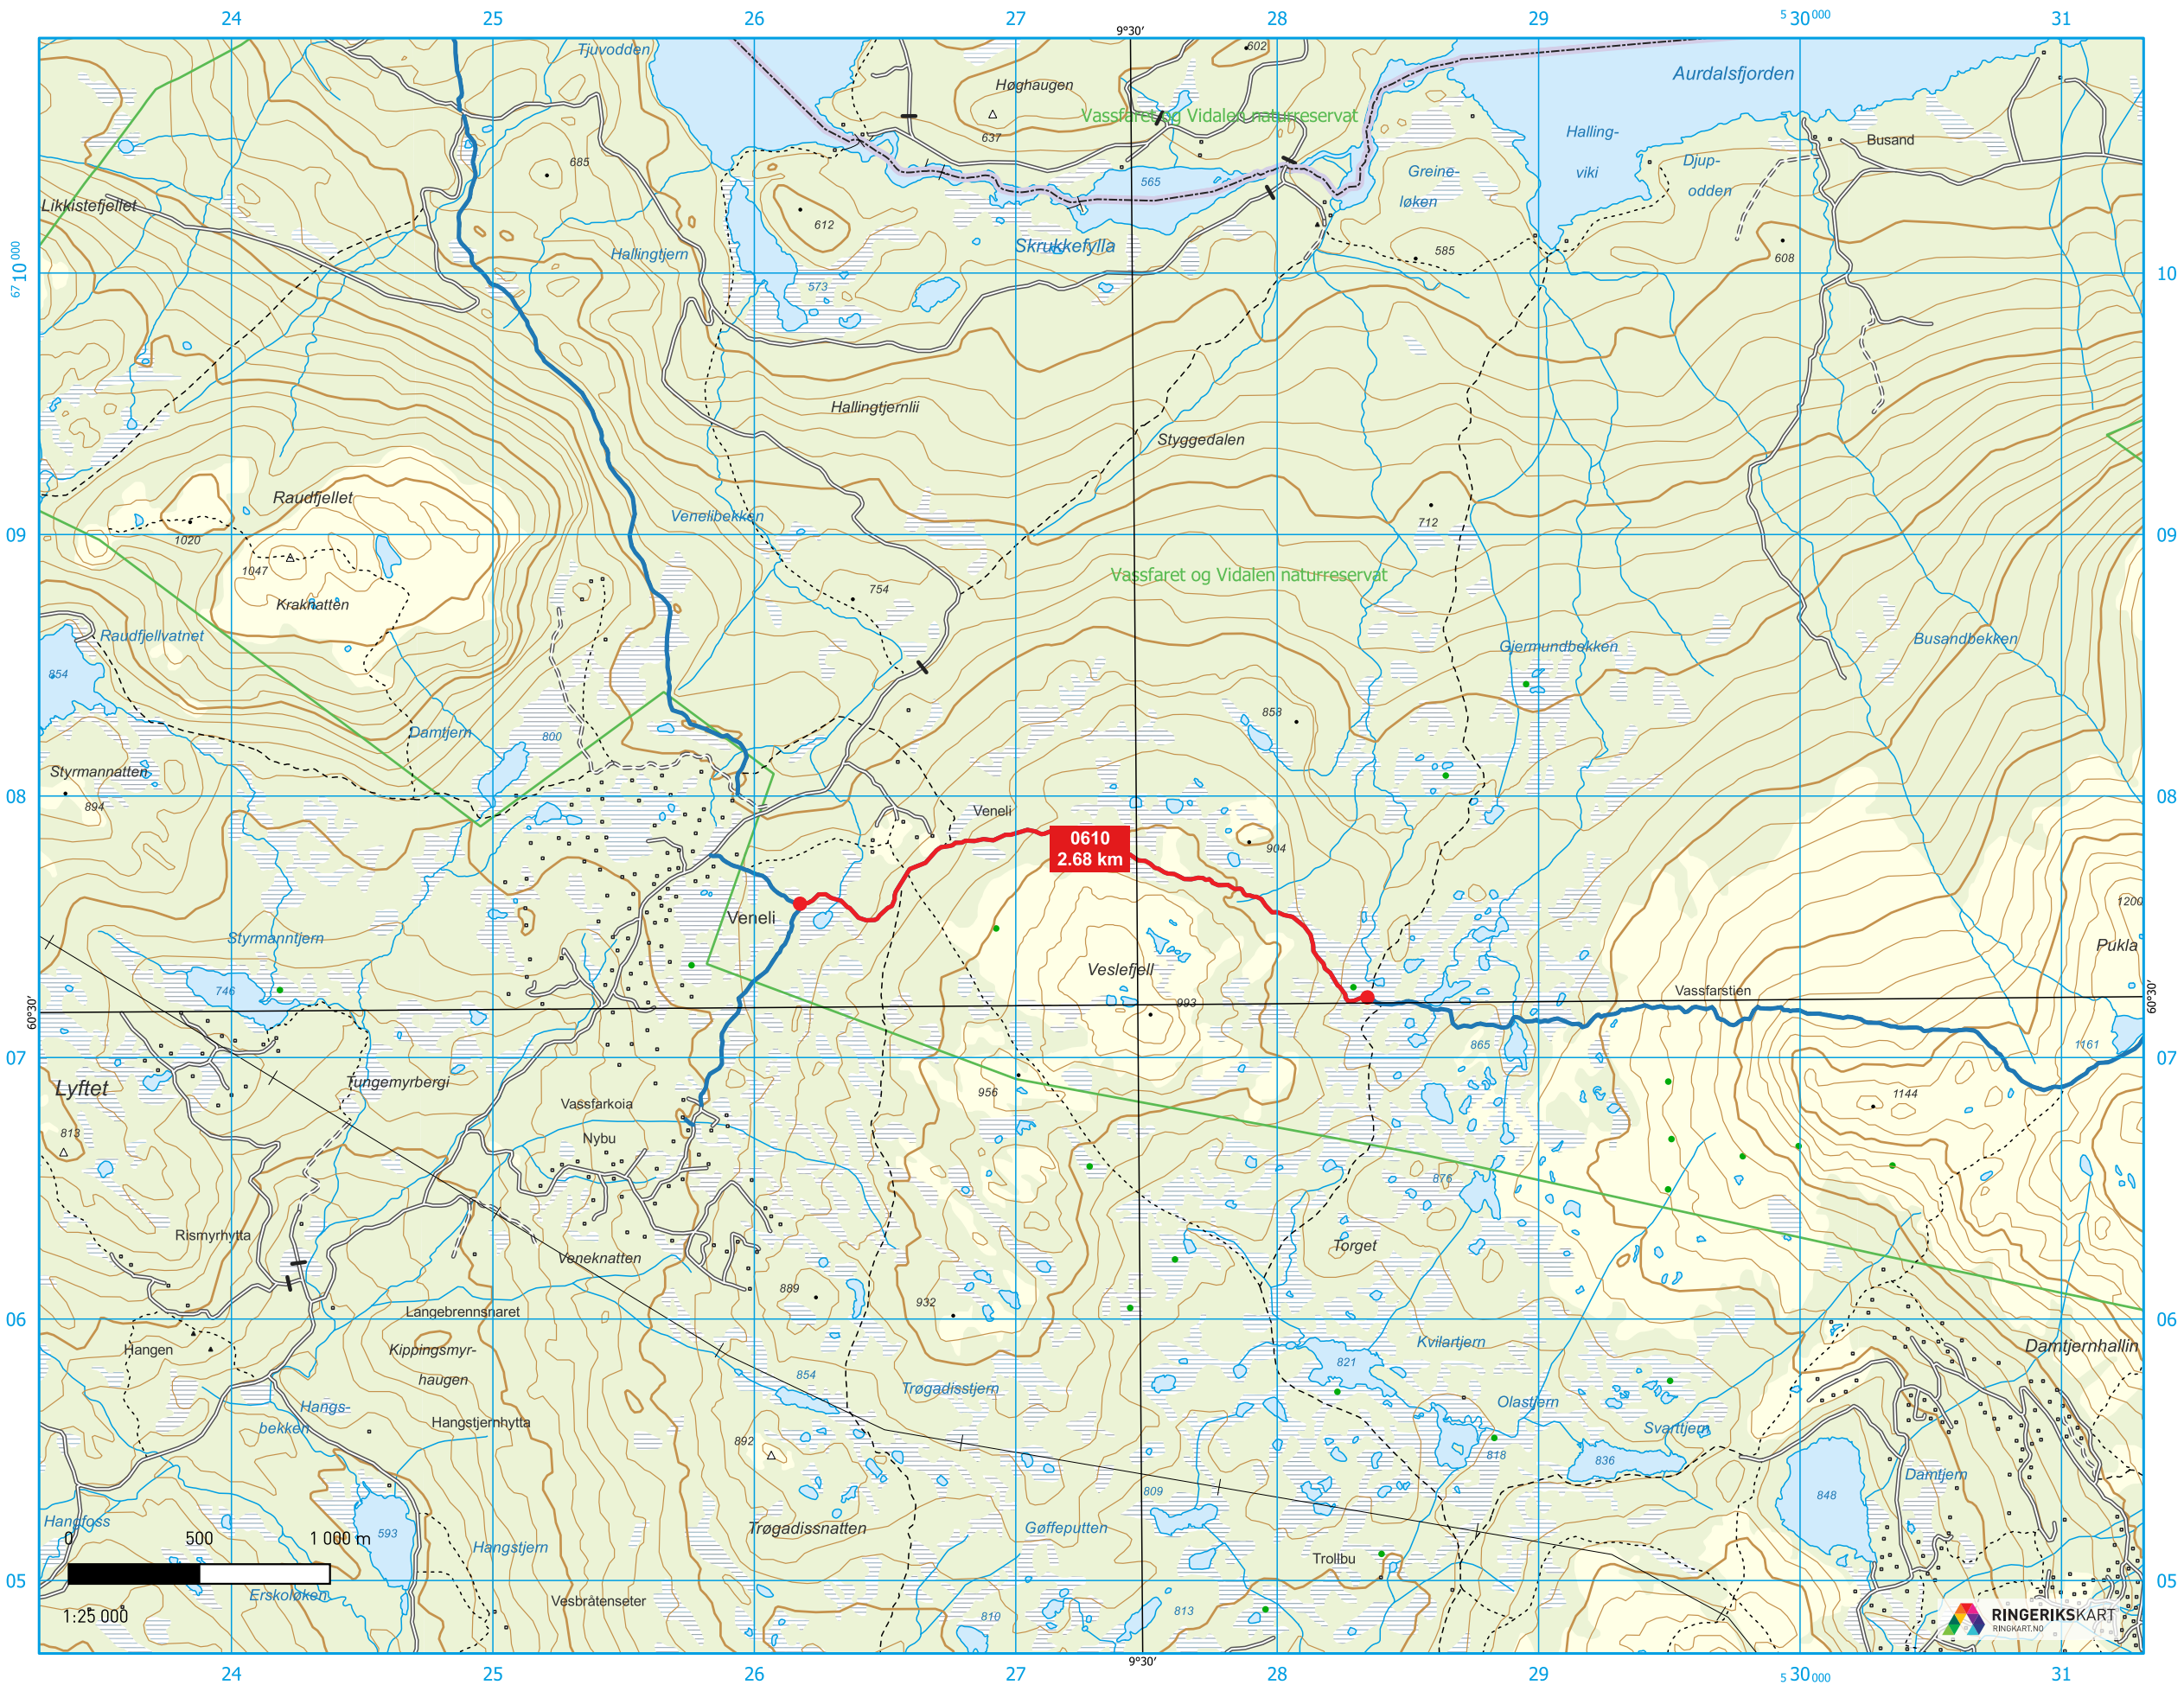 24 25 26 27 28 29 5 30 000 31
9°30'
Tjuvodden
602
Høghaugen
Aurdalsfjorden
Vassfaret og Vidalen naturreservat
637
Halling-
viki
Busand
685
Djup-
odden
Greine-
løken
565
Likkistefjellet
612
Skrukkefylla
Hallingtjern
585
608
67 10 000
10
573
Hallingtjernlii
Styggedalen
Raudfjellet
Venelibekken
712
1020
09
09
1047
Vassfaret og Vidalen naturreservat
754
Kraknatten
Raudfjellvatnet
Gjermundbekken
Busandbekken
854
858
Damtjern
800
Styrmannatten
894
08
08
Veneli
0610
2.68 km
904
Veneli
1200
Pukla
Styrmanntjern
Veslefjell
746
993
Vassfarstien
60°30'
60°30'
865
1161
07
07
Lyftet
Tungemyrbergi
956
1144
Vassfarkoia
813
Nybu
876
Rismyrhytta
Torget
Veneknatten
889
932
Langebrennsnaret
06
06
Hangen
Kippingsmyr-
haugen
Kvilartjern
Damtjernhallin
821
854
Trøgadisstjern
Hangs-
bekken
Olastjern
Hangstjernhytta
Svarttjern
892
818
836
Damtjern
809
848
Hangfoss
593
Trøgadissnatten
Gøffeputten
0 500 1 000 m
Hangstjern
Trollbu
05
05
Erskoløken
Vesbråtenseter
1:25 000
810
813
RINGERIKSKART
RINGKART.NO
9°30'
24 25 26 27 28 29 5 30 000 31